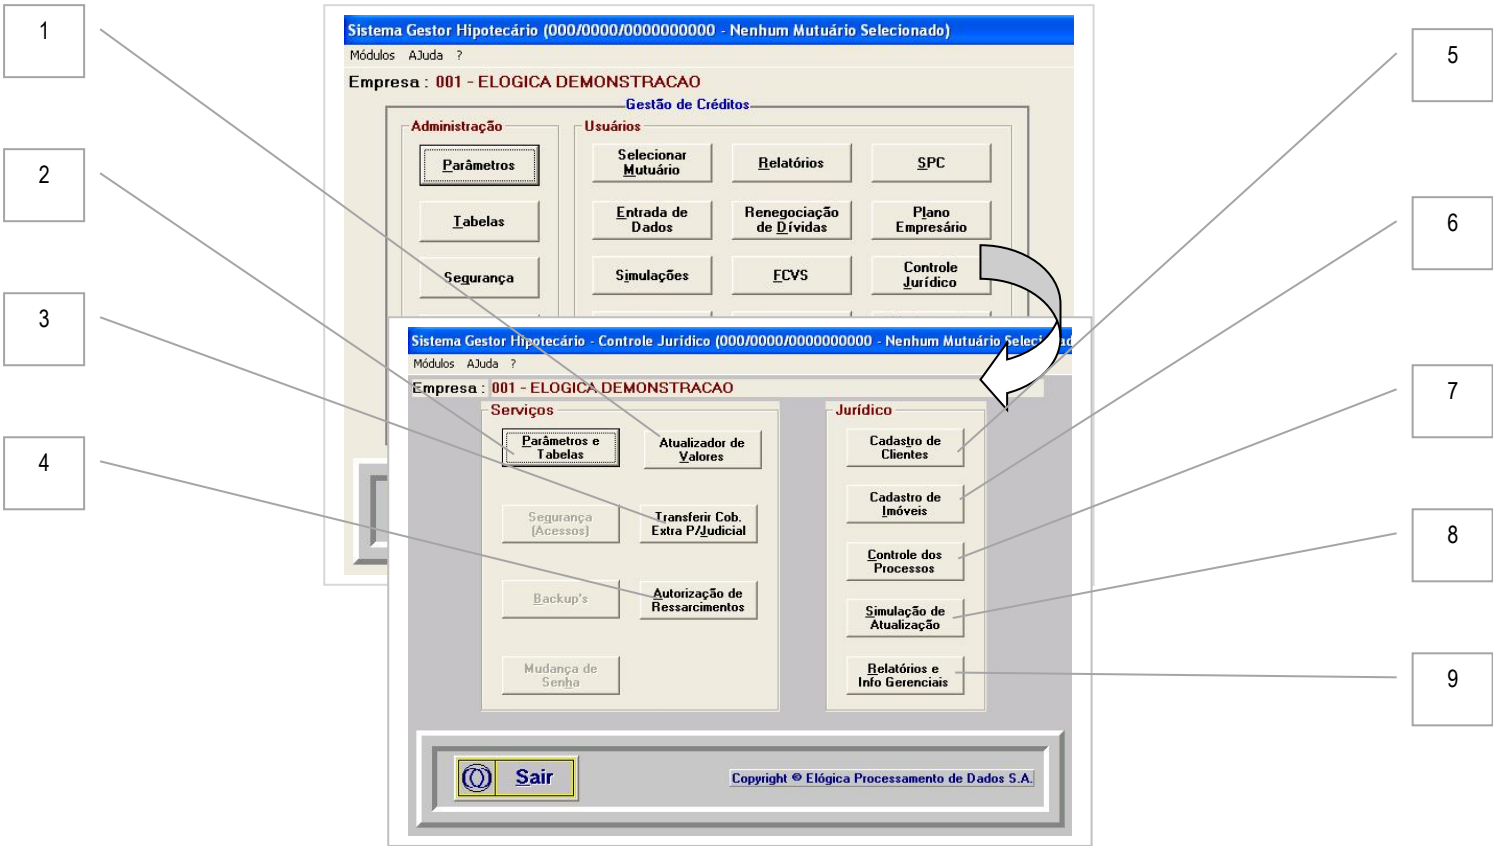 1
2
3
4
5
6
7
8
9
Sistema Gestor Hipotecário (000/0000/0000000000 - Nenhum Mutuário Selecionado)
Módulos AJuda ?
Empresa : 001 - ELOGICA DEMONSTRACAO
Gestão de Créditos
Administração
Parâmetros
Tabelas
Segurança
Usuários
Selecionar
Mutuário
Relatórios
SPC
Entrada de
Dados
Renegociação
de Dívidas
Plano
Empresário
Simulações
FCVS
Controle
Jurídico
Sistema Gestor Hipotecário - Controle Jurídico (000/0000/0000000000 - Nenhum Mutuário
Módulos AJuda ?
Empresa : 001 - ELOGICA DEMONSTRACAO
Serviços
Parâmetros e
Tabelas
Atualizador de
Valores
Segurança
(Acessos)
Transferir Cob.
Extra P/Judicial
Backup's
Autorização de
Ressarcimentos
Mudança de
Senha
Jurídico
Cadastro de
Clientes
Cadastro de
Imóveis
Controle dos
Processos
Simulação de
Atualização
Relatórios e
Info Gerenciais
Sair
Copyright © Elógica Processamento de Dados S.A.